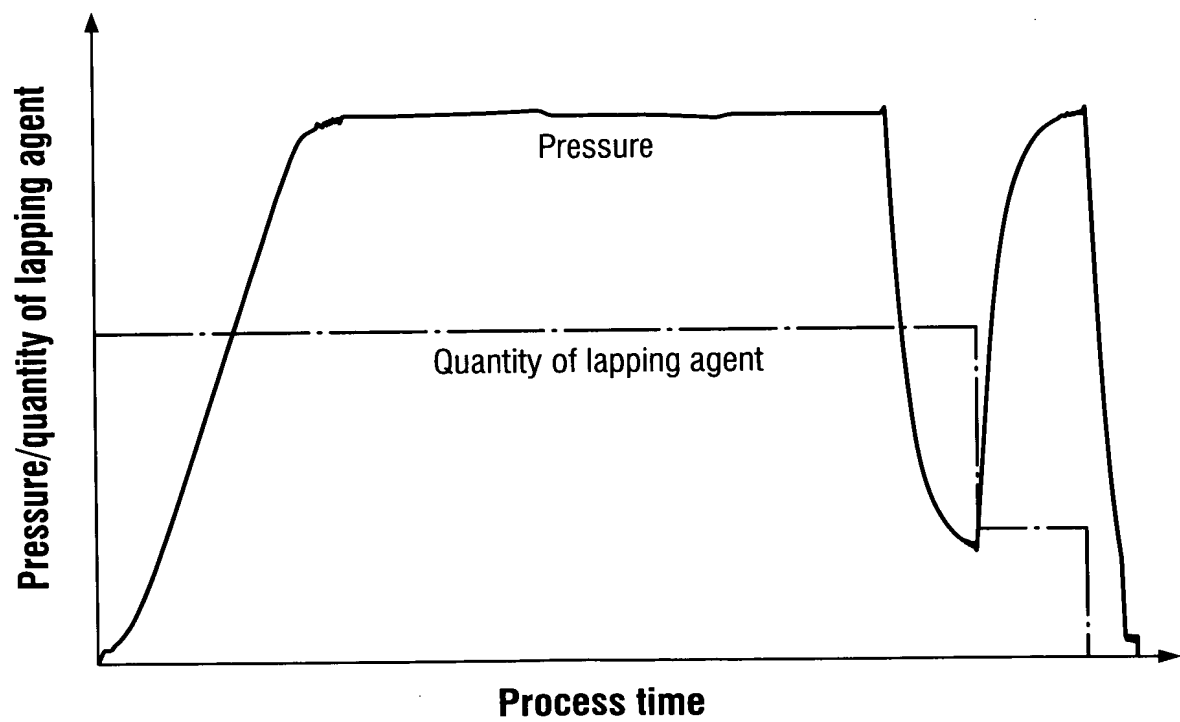 Pressure/quantity of lapping agent
Pressure
Quantity of lapping agent
Process time